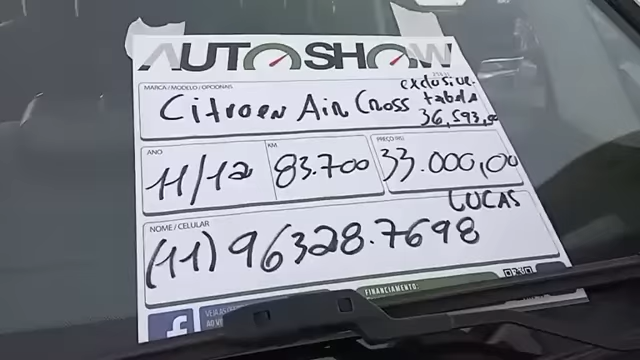 AUTOSHOW
MARCA / MODELO / OPCIONAIS
Citroen Air Cross exclusive
tabela
36,593,00
ANO
11/12
KM
83.700
PREÇO (R$)
33.000,00
NOME / CELULAR
LUCAS
(11) 96328.7698
FINANCIAMENTO:
f